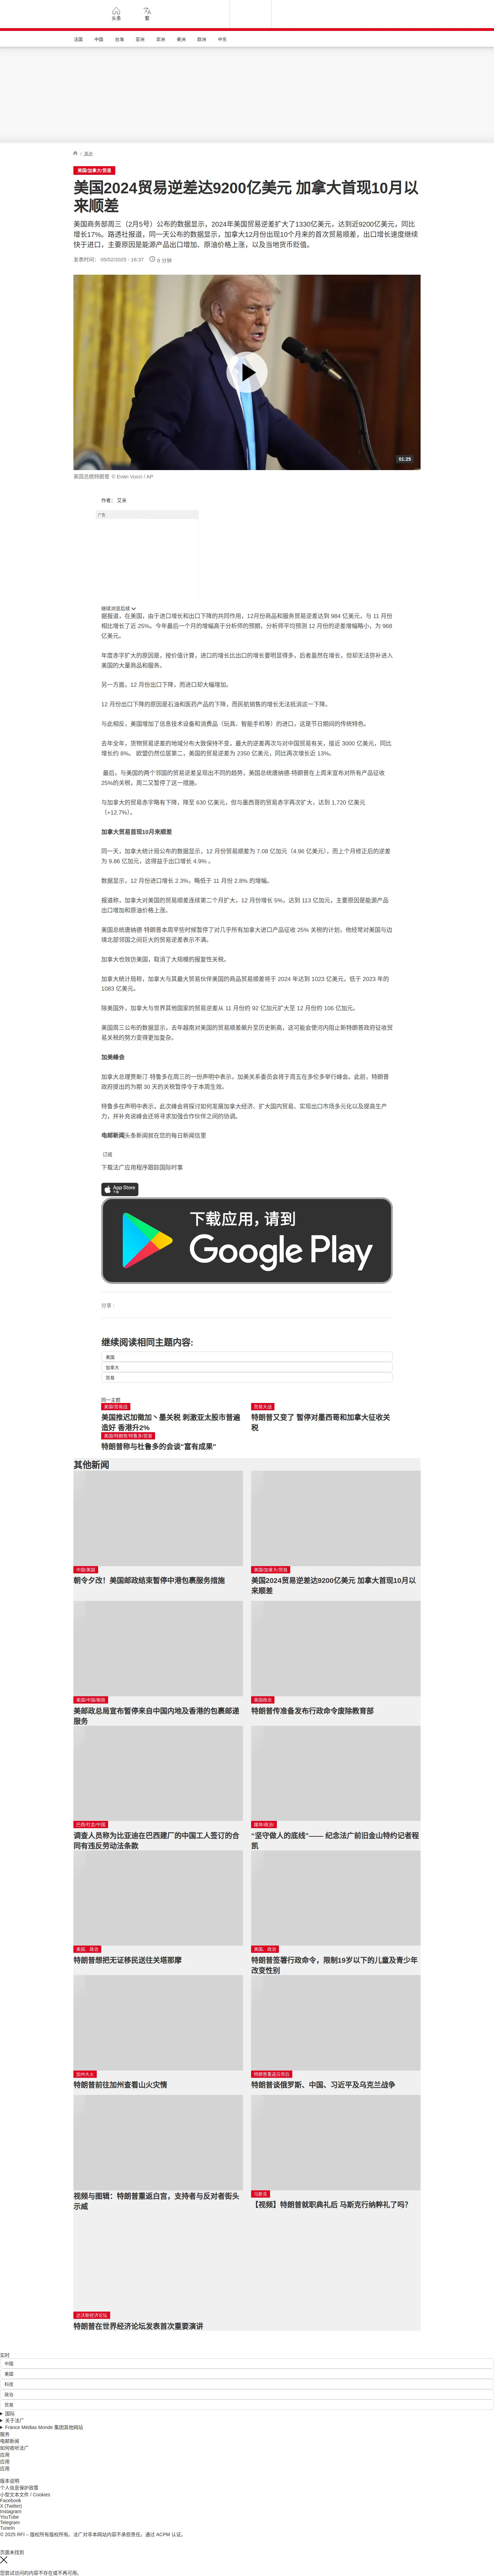 头条
繁
法国
中国
台海
亚洲
非洲
美洲
欧洲
中东
/ 美洲
美国/加拿大/贸易
美国2024贸易逆差达9200亿美元 加拿大首现10月以
来顺差
美国商务部周三（2月5号）公布的数据显示，2024年美国贸易逆差扩大了1330亿美元，达到近9200亿美元，同比
增长17%。路透社报道，同一天公布的数据显示，加拿大12月份出现10个月来的首次贸易顺差，出口增长速度继续
快于进口，主要原因是能源产品出口增加、原油价格上涨，以及当地货币贬值。
发表时间： 05/02/2025 - 16:37
6 分钟
01:25
美国总统特朗普 © Evan Vucci / AP
作者： 艾米
广告
继续浏览后续
据报道，在美国，由于进口增长和出口下降的共同作用，12月份商品和服务贸易逆差达到 984 亿美元，与 11 月份
相比增长了近 25%。今年最后一个月的增幅高于分析师的预期，分析师平均预测 12 月份的逆差增幅略小，为 968
亿美元。
年度赤字扩大的原因是，按价值计算，进口的增长比出口的增长要明显得多，后者虽然在增长，但却无法弥补进入
美国的大量商品和服务。
另一方面，12 月份出口下降，而进口却大幅增加。
12 月份出口下降的原因是石油和医药产品的下降，而民航销售的增长无法抵消这一下降。
与此相反，美国增加了信息技术设备和消费品（玩具、智能手机等）的进口，这是节日期间的传统特色。
去年全年，货物贸易逆差的地域分布大致保持不变，最大的逆差再次与对中国贸易有关，接近 3000 亿美元，同比
增长约 8%。 欧盟仍然位居第二，美国的贸易逆差为 2350 亿美元，同比再次增长近 13%。
最后，与美国的两个邻国的贸易逆差呈现出不同的趋势，美国总统唐纳德-特朗普在上周末宣布对所有产品征收
25%的关税，周二又暂停了这一措施。
与加拿大的贸易赤字略有下降，降至 630 亿美元，但与墨西哥的贸易赤字再次扩大，达到 1,720 亿美元
（+12.7%）。
加拿大贸易首现10月来顺差
同一天，加拿大统计局公布的数据显示，12 月份贸易顺差为 7.08 亿加元（4.96 亿美元），而上个月修正后的逆差
为 9.86 亿加元，这得益于出口增长 4.9% 。
数据显示，12 月份进口增长 2.3%，略低于 11 月份 2.8% 的增幅。
报道称，加拿大对美国的贸易顺差连续第二个月扩大，12 月份增长 5%，达到 113 亿加元，主要原因是能源产品
出口增加和原油价格上涨。
美国总统唐纳德·特朗普本周早些时候暂停了对几乎所有加拿大进口产品征收 25% 关税的计划，他经常对美国与边
境北部邻国之间巨大的贸易逆差表示不满。
加拿大也效仿美国，取消了大规模的报复性关税。
加拿大统计局称，加拿大与其最大贸易伙伴美国的商品贸易顺差将于 2024 年达到 1023 亿美元，低于 2023 年的
1083 亿美元。
除美国外，加拿大与世界其他国家的贸易逆差从 11 月份的 92 亿加元扩大至 12 月份的 106 亿加元。
美国周三公布的数据显示，去年越南对美国的贸易顺差飙升至历史新高，这可能会使河内阻止新特朗普政府征收贸
易关税的努力变得更加复杂。
加美峰会
加拿大总理贾斯汀·特鲁多在周三的一份声明中表示，加美关系委员会将于周五在多伦多举行峰会。此前，特朗普
政府提出的为期 30 天的关税暂停令于本周生效。
特鲁多在声明中表示，此次峰会将探讨如何发展加拿大经济、扩大国内贸易、实现出口市场多元化以及提高生产
力，并补充说峰会还将寻求加强合作伙伴之间的协调。
电邮新闻头条新闻就在您的每日新闻信里
订阅
下载法广应用程序跟踪国际时事
App Store
下载应用，请到
Google Play
分享 :
继续阅读相同主题内容:
美国
加拿大
贸易
同一主题
美国/贸易战
美国推迟加徵加丶墨关税 刺激亚太股市普遍
造好 香港升2%
贸易大战
特朗普又变了 暂停对墨西哥和加拿大征收关
税
美国/特朗普/特鲁多/贸易
特朗普称与杜鲁多的会谈"富有成果"
其他新闻
中国/美国
朝令夕改！美国邮政结束暂停中港包裹服务措施
美国/加拿大/贸易
美国2024贸易逆差达9200亿美元 加拿大首现10月以
来顺差
美国/中国/邮政
美邮政总局宣布暂停来自中国内地及香港的包裹邮递
服务
美国政治
特朗普传准备发布行政命令废除教育部
巴西/社会/中国
调查人员称为比亚迪在巴西建厂的中国工人签订的合
同有违反劳动法条款
媒体/政治/
"坚守做人的底线"—— 纪念法广前旧金山特约记者程
凯
美国、政治
特朗普想把无证移民送往关塔那摩
美国、政治
特朗普签署行政命令，限制19岁以下的儿童及青少年
改变性别
加州大火
特朗普前往加州查看山火灾情
特朗普重返白宫后
特朗普谈俄罗斯、中国、习近平及乌克兰战争
视频与图辑：特朗普重返白宫，支持者与反对者街头
示威
马斯克
【视频】特朗普就职典礼后 马斯克行纳粹礼了吗？
达沃斯经济论坛
特朗普在世界经济论坛发表首次重要演讲
实时
中国
美国
科技
政治
贸易
国际
关于法广
France Médias Monde 集团其他网站
服务
电邮新闻
如何收听法广
应用
应用
应用
版本说明
个人信息保护政策
小型文本文件 / Cookies
Facebook
X (Twitter)
Instagram
YouTube
Telegram
TuneIn
© 2025 RFI – 版权所有版权所有。法广对非本网站内容不承担责任。通过 ACPM 认证。
页面未找到
您尝试访问的内容不存在或不再可用。